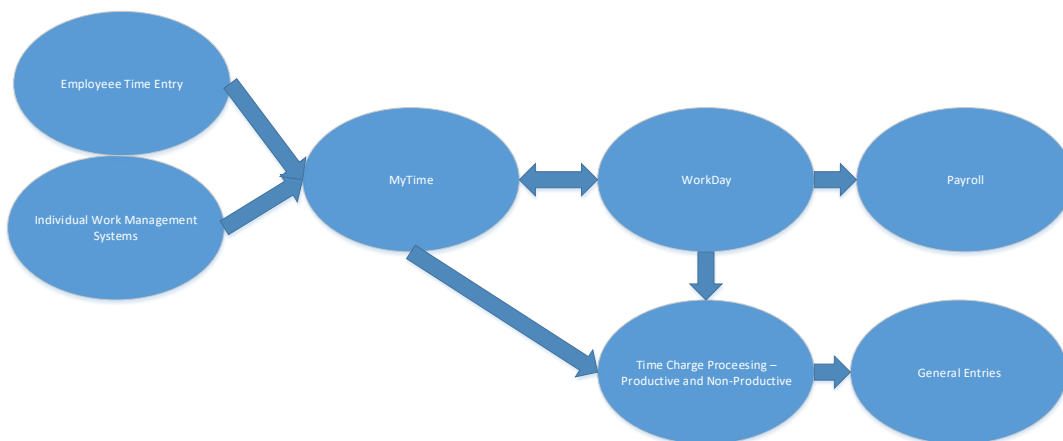 Employeee Time Entry
Individual Work Management
Systems
MyTime
WorkDay
Payroll
Time Charge Proceesing –
Productive and Non-Productive
General Entries